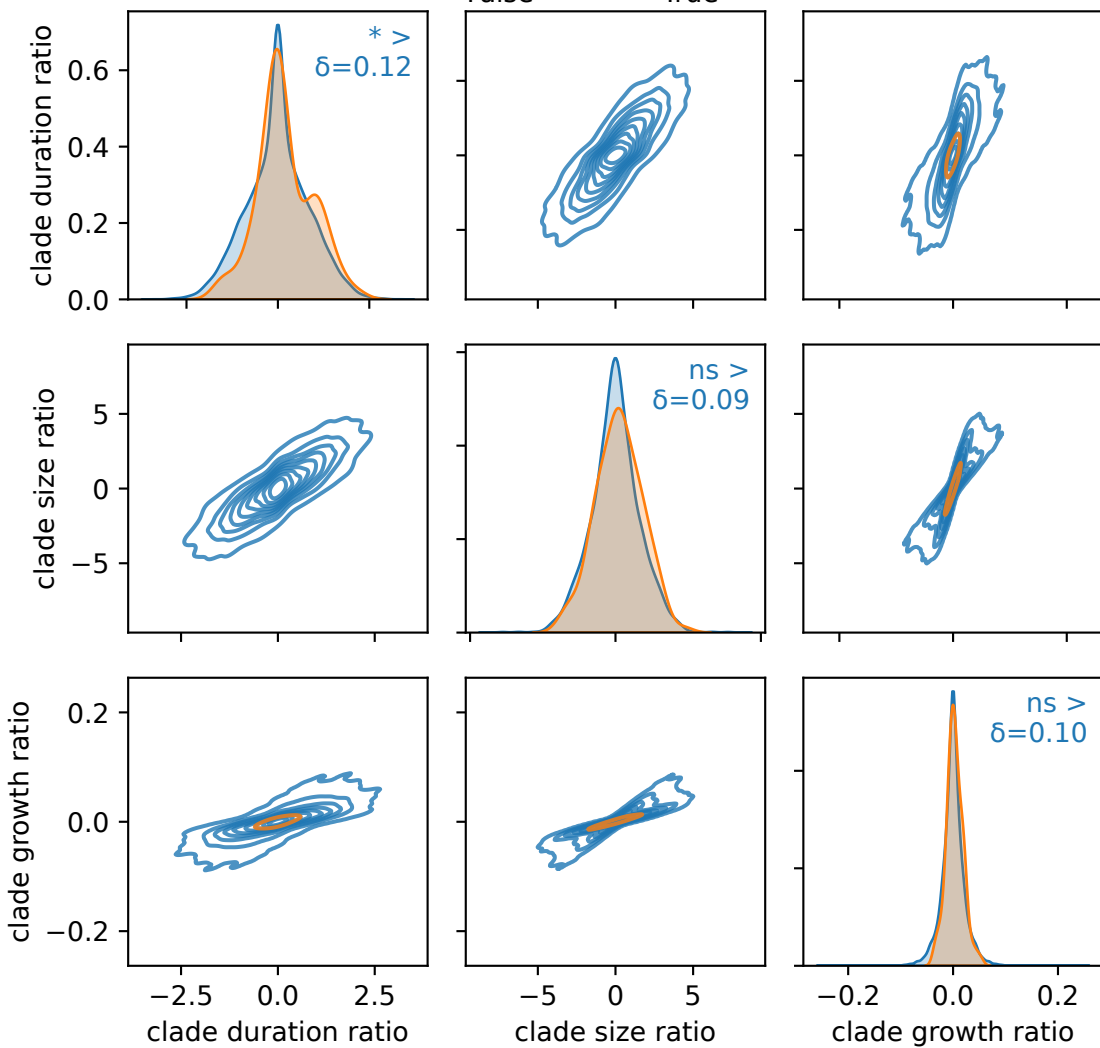 * >
δ=0.12
clade duration ratio
0.6
0.4
0.2
0.0
ns >
δ=0.09
clade size ratio
5
0
−5
ns >
δ=0.10
clade growth ratio
0.2
0.0
−0.2
−2.5 0.0 2.5
−5 0 5
−0.2 0.0 0.2
clade duration ratio
clade size ratio
clade growth ratio